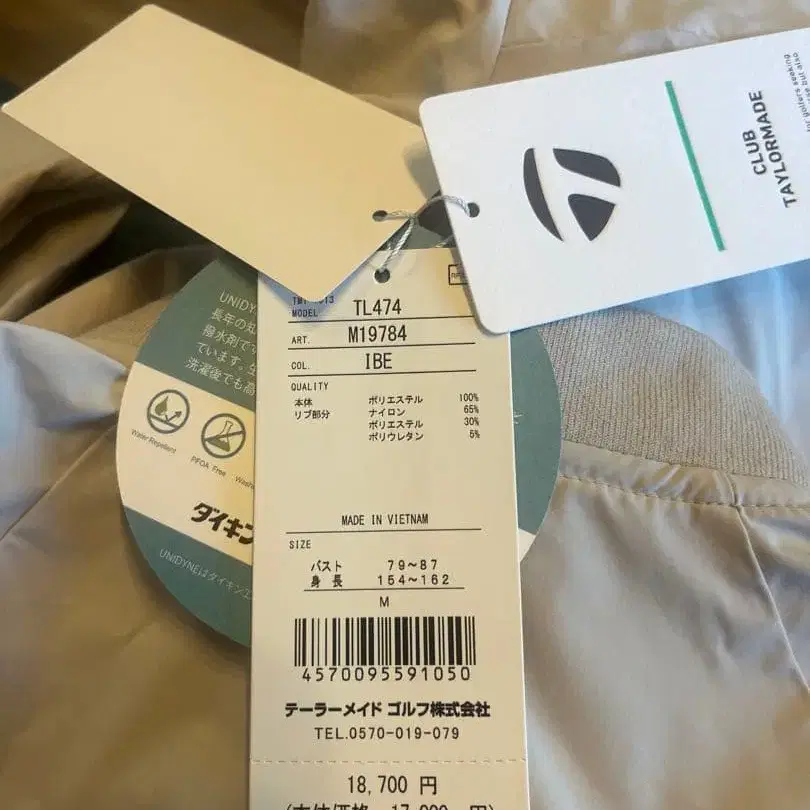 for golfers seeking
CLUB
TAYLORMADE
MODEL TL474
ART. M19784
COL. IBE
QUALITY
本体 ポリエステル 100%
リブ部分 ナイロン 65%
ポリエステル 30%
ポリウレタン 5%
MADE IN VIETNAM
SIZE
バスト 79~87
身長 154~162
M
4570095591050
テーラーメイド ゴルフ株式会社
TEL.0570-019-079
18,700 円
UNIDYNE
長年の
撥水剤で
ています。
洗濯後でも高
Water Repellent
PFOA Free
ダイキン
UNIDYNEはダイキン工